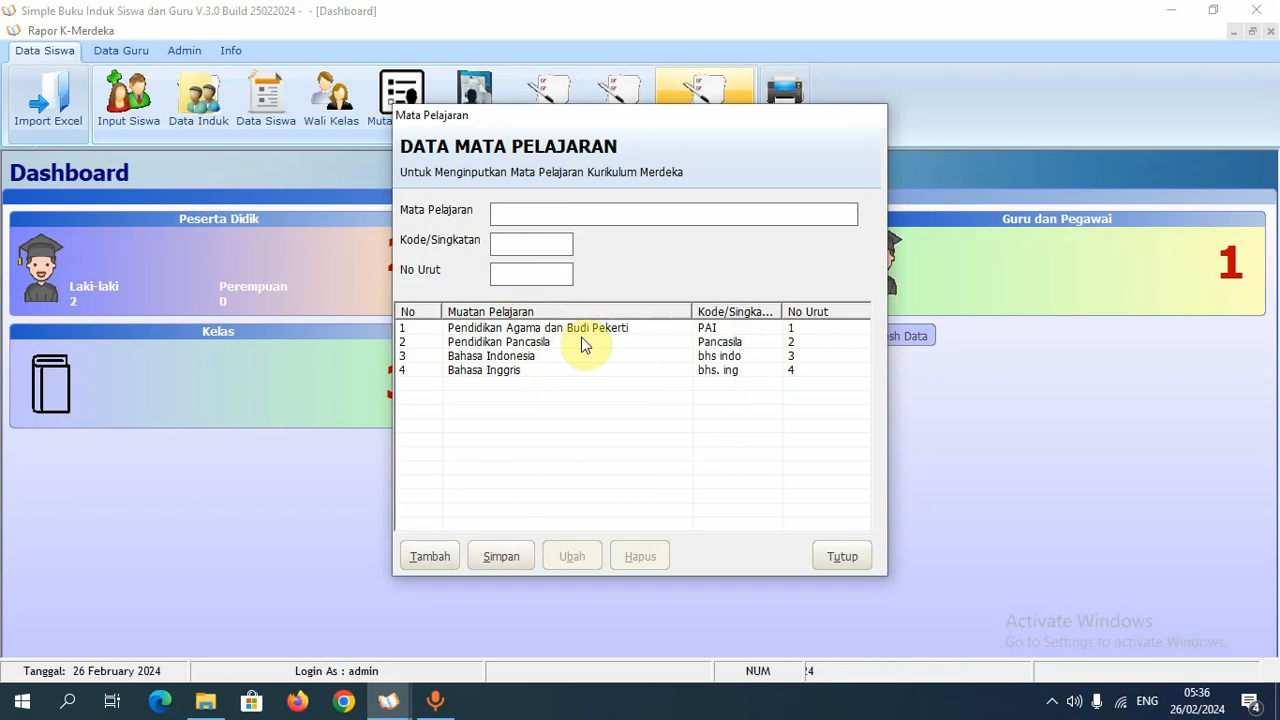 Simple Buku Induk Siswa dan Guru V.3.0 Build 25022024 - - [Dashboard]
Rapor K-Merdeka
Data Siswa Data Guru Admin Info
Import Excel Input Siswa Data Induk Data Siswa Wali Kelas
Mata Pelajaran
DATA MATA PELAJARAN
Untuk Menginputkan Mata Pelajaran Kurikulum Merdeka
Dashboard
Mata Pelajaran
Kode/Singkatan
No Urut
Peserta Didik
Laki-laki Perempuan
2 0
Kelas
Guru dan Pegawai
1
No Muatan Pelajaran Kode/Singka... No Urut
1 Pendidikan Agama dan Budi Pekerti PAI 1
2 Pendidikan Pancasila Pancasila 2
3 Bahasa Indonesia bhs indo 3
4 Bahasa Inggris bhs. ing 4
Data
Tambah Simpan Ubah Hapus Tutup
Activate Windows
Go to Settings to activate Windows.
Tanggal: 26 February 2024 Login As : admin NUM
ENG 05:36
26/02/2024 4